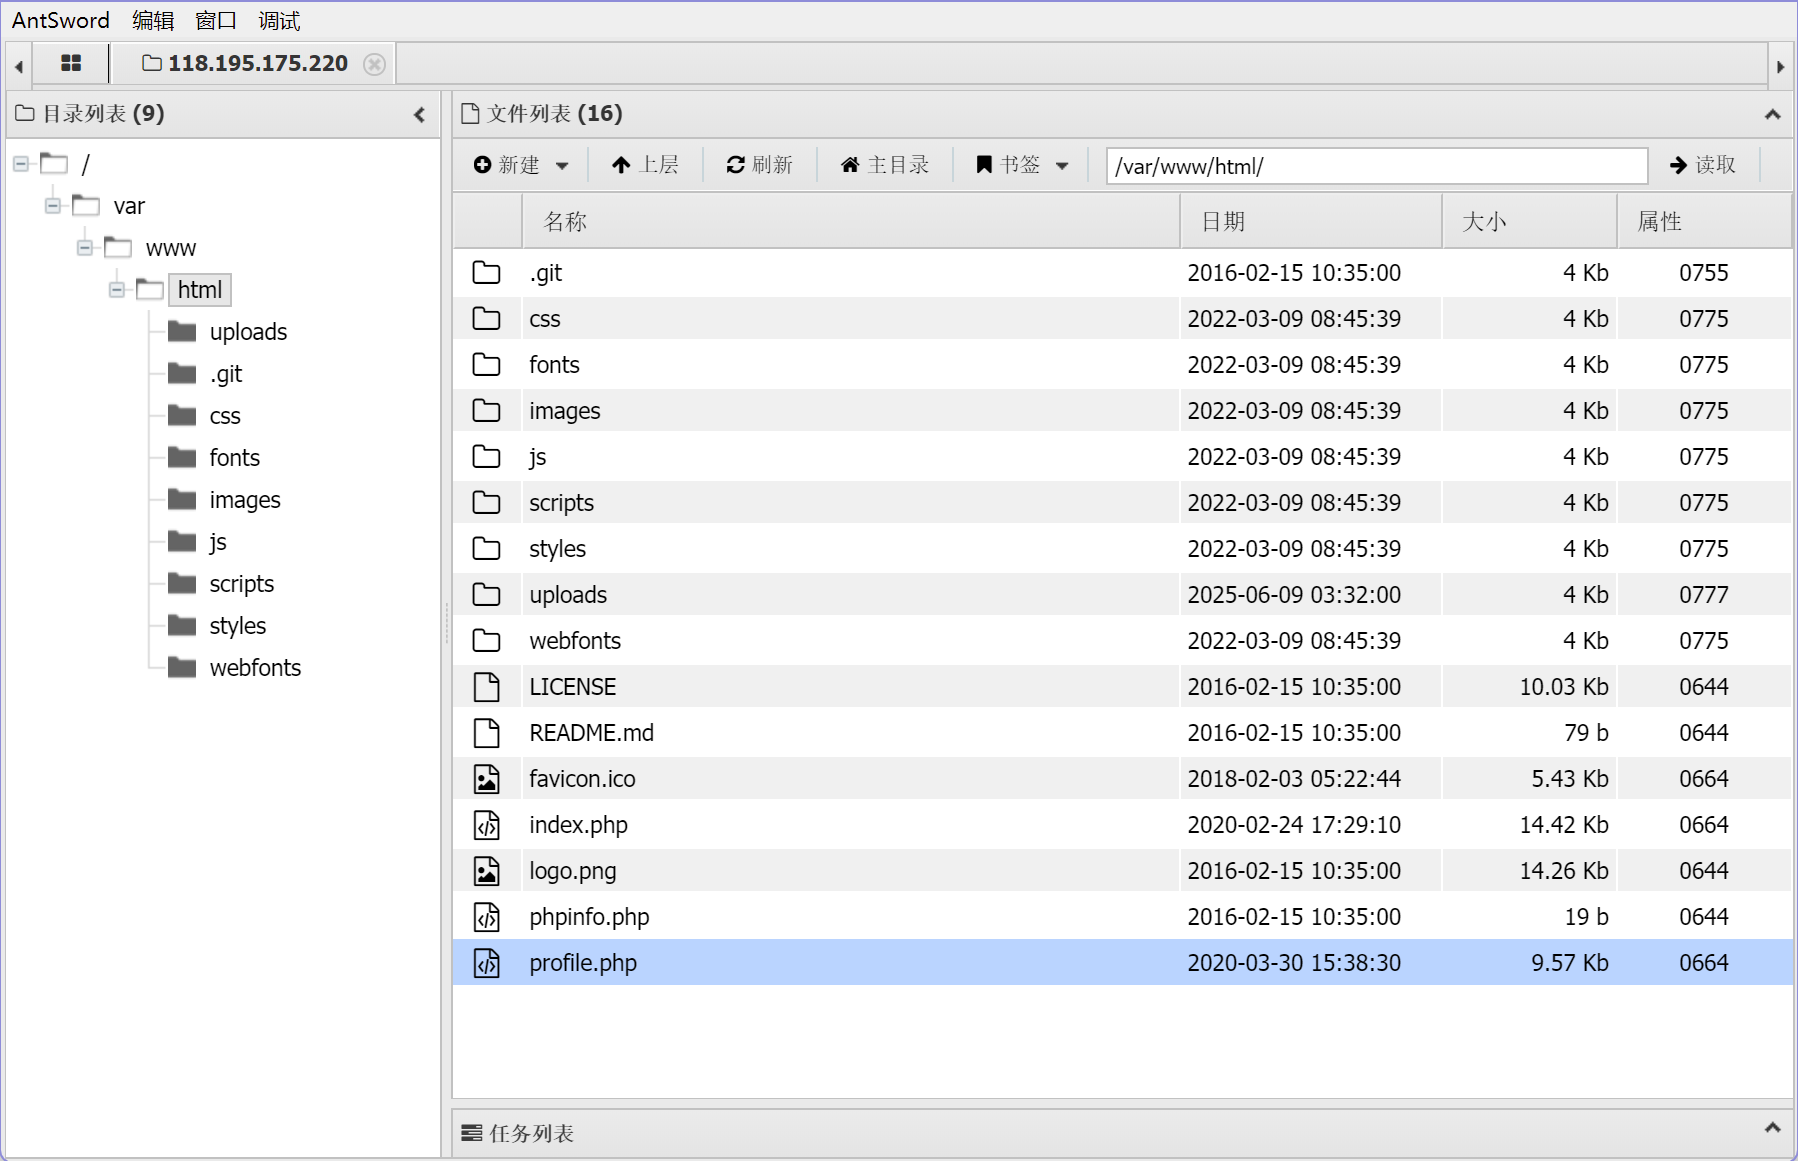 AntSword 编辑 窗口 调试
118.195.175.220
目录列表 (9)
/
var
www
html
uploads
.git
css
fonts
images
js
scripts
styles
webfonts
文件列表 (16)
新建 上层 刷新 主目录 书签 /var/www/html/ 读取
名称 日期 大小 属性
.git 2016-02-15 10:35:00 4 Kb 0755
css 2022-03-09 08:45:39 4 Kb 0775
fonts 2022-03-09 08:45:39 4 Kb 0775
images 2022-03-09 08:45:39 4 Kb 0775
js 2022-03-09 08:45:39 4 Kb 0775
scripts 2022-03-09 08:45:39 4 Kb 0775
styles 2022-03-09 08:45:39 4 Kb 0775
uploads 2025-06-09 03:32:00 4 Kb 0777
webfonts 2022-03-09 08:45:39 4 Kb 0775
LICENSE 2016-02-15 10:35:00 10.03 Kb 0644
README.md 2016-02-15 10:35:00 79 b 0644
favicon.ico 2018-02-03 05:22:44 5.43 Kb 0664
index.php 2020-02-24 17:29:10 14.42 Kb 0664
logo.png 2016-02-15 10:35:00 14.26 Kb 0644
phpinfo.php 2016-02-15 10:35:00 19 b 0644
profile.php 2020-03-30 15:38:30 9.57 Kb 0664
任务列表